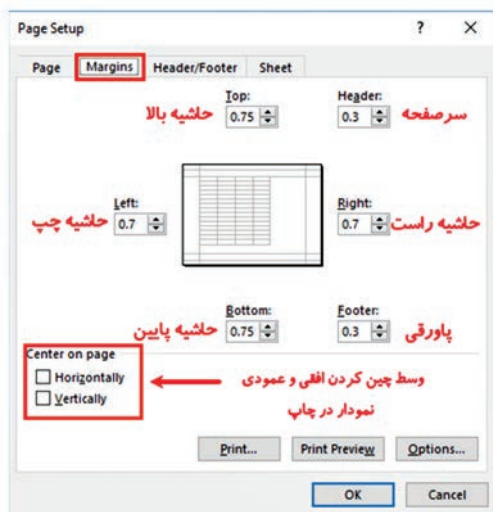 Page Setup ? ×
Page Margins Header/Footer Sheet
Top: Header:
حاشیه بالا 0.75 0.3 سرصفحه
Left: Right:
حاشیه چپ 0.7 0.7 حاشیه راست
Bottom: Footer:
حاشیه پایین 0.75 0.3 پاورقی
Center on page
Horizontally وسط چین کردن افقی و عمودی
Vertically نمودار در چاپ
Print... Print Preview Options...
OK Cancel